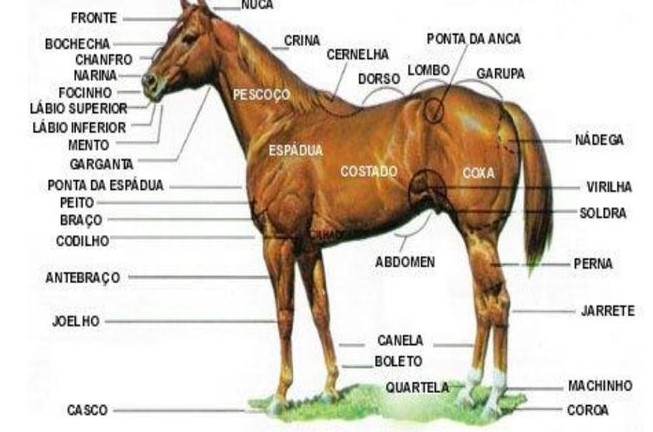 NUCA
FRONTE
CRINA
PONTA DA ANCA
BOCHECHA
CERNELHA
CHANFRO
LOMBO
GARUPA
DORSO
NARINA
FOCINHO
PESCOÇO
LÁBIO SUPERIOR
LÁBIO INFERIOR
NÁDEGA
MENTO
ESPÁDUA
GARGANTA
COSTADO
COXA
PONTA DA ESPÁDUA
VIRILHA
PEITO
SOLDRA
BRAÇO
CODILHO
ABDOMEN
PERNA
ANTEBRAÇO
JARRETE
JOELHO
CANELA
BOLETO
QUARTELA
MACHINHO
CASCO
COROA